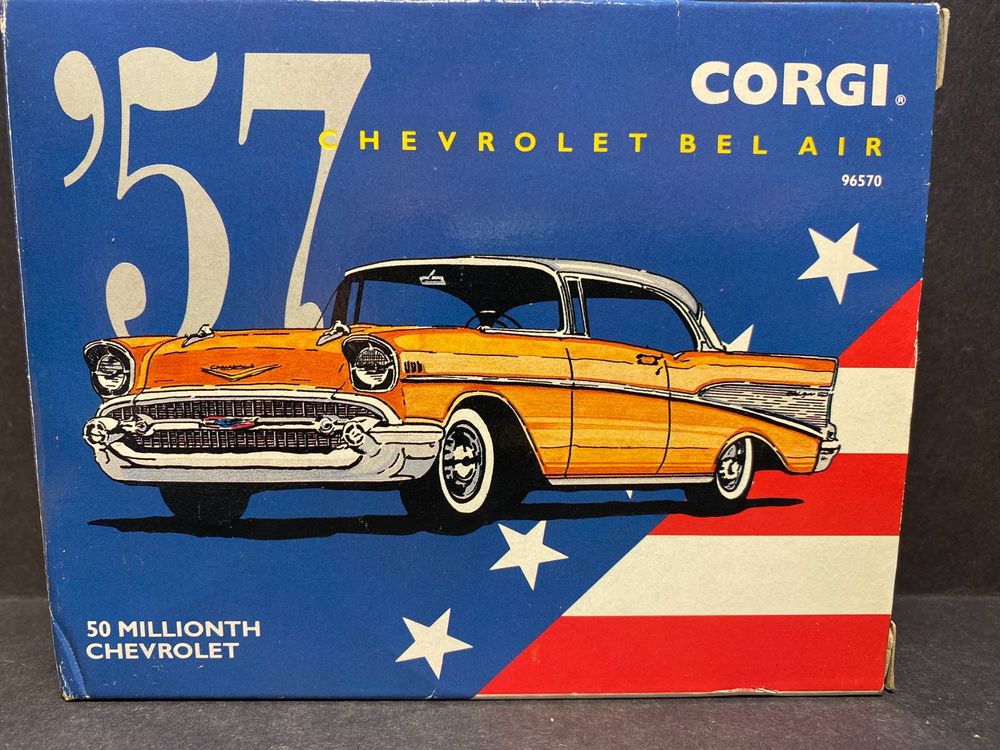 '57
CORGI®
CHEVROLET BEL AIR
96570
50 MILLIONTH
CHEVROLET